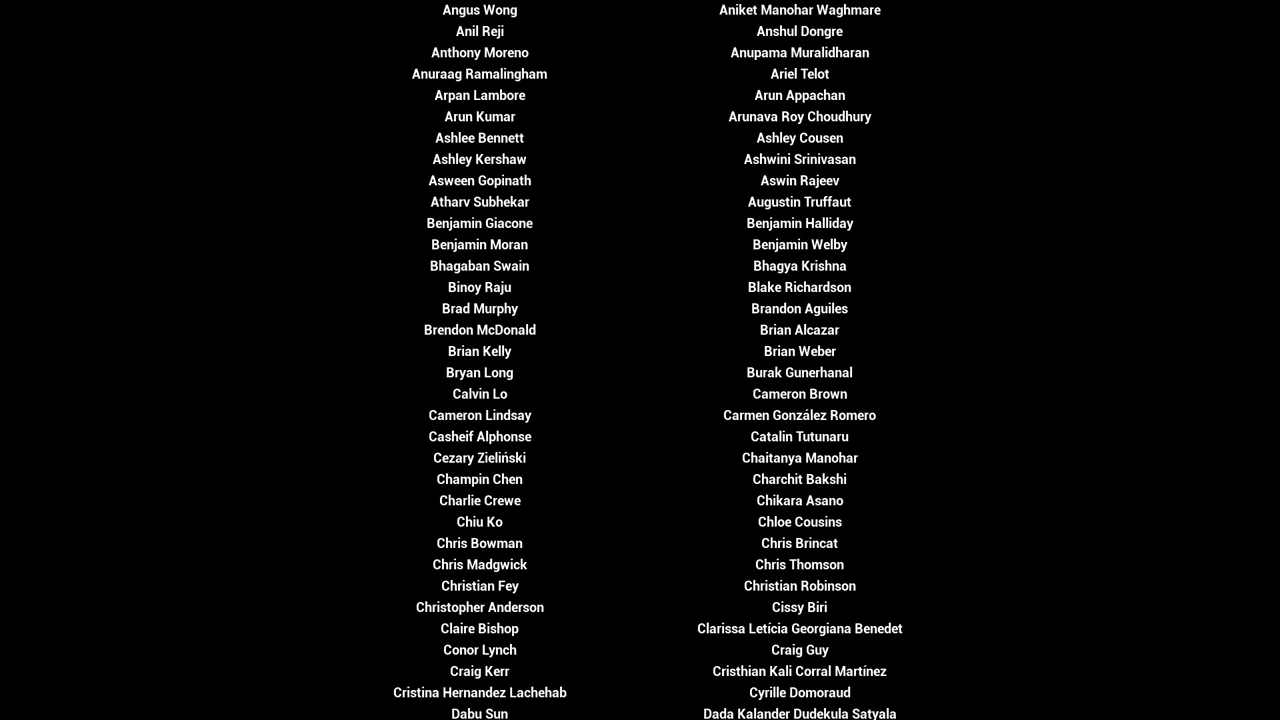 Angus Wong Aniket Manohar Waghmare
Anil Reji Anshul Dongre
Anthony Moreno Anupama Muralidharan
Anuraag Ramalingham Ariel Telot
Arpan Lambore Arun Appachan
Arun Kumar Arunava Roy Choudhury
Ashlee Bennett Ashley Cousen
Ashley Kershaw Ashwini Srinivasan
Asween Gopinath Aswin Rajeev
Atharv Subhekar Augustin Truffaut
Benjamin Giacone Benjamin Halliday
Benjamin Moran Benjamin Welby
Bhagaban Swain Bhagya Krishna
Binoy Raju Blake Richardson
Brad Murphy Brandon Aguiles
Brendon McDonald Brian Alcazar
Brian Kelly Brian Weber
Bryan Long Burak Gunerhanal
Calvin Lo Cameron Brown
Cameron Lindsay Carmen González Romero
Casheif Alphonse Catalin Tutunaru
Cezary Zieliński Chaitanya Manohar
Champin Chen Charchit Bakshi
Charlie Crewe Chikara Asano
Chiu Ko Chloe Cousins
Chris Bowman Chris Brincat
Chris Madgwick Chris Thomson
Christian Fey Christian Robinson
Christopher Anderson Cissy Biri
Claire Bishop Clarissa Letícia Georgiana Benedet
Conor Lynch Craig Guy
Craig Kerr Cristhian Kali Corral Martínez
Cristina Hernandez Lachehab Cyrille Domoraud
Dabu Sun Dada Kalander Dudekula Satyala